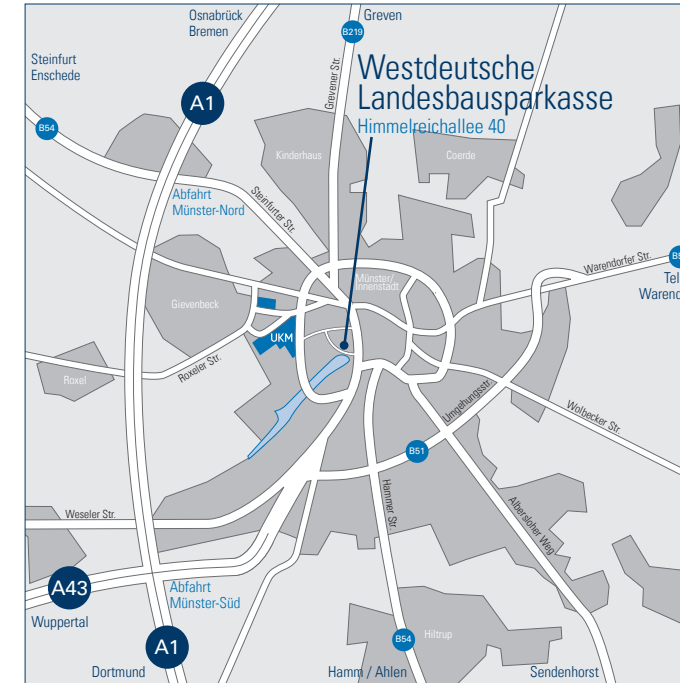 Osnabrück
Bremen
Greven
B219
Steinfurt
Enschede
Grevener Str.
Westdeutsche
Landesbausparkasse
Himmelreichallee 40
A1
B54
Kinderhaus
Coerde
Abfahrt
Münster-Nord
Steinfurter Str.
Warendorfer Str.
Münster/
Innenstadt
Gievenbeck
UKM
Roxeler Str.
Roxel
Umgehungsstr.
Wolbecker Str.
B51
Weseler Str.
Hammer Str.
Albersloher Weg
A43
Abfahrt
Münster-Süd
Wuppertal
A1
B54
Hiltrup
Dortmund
Hamm / Ahlen
Sendenhorst